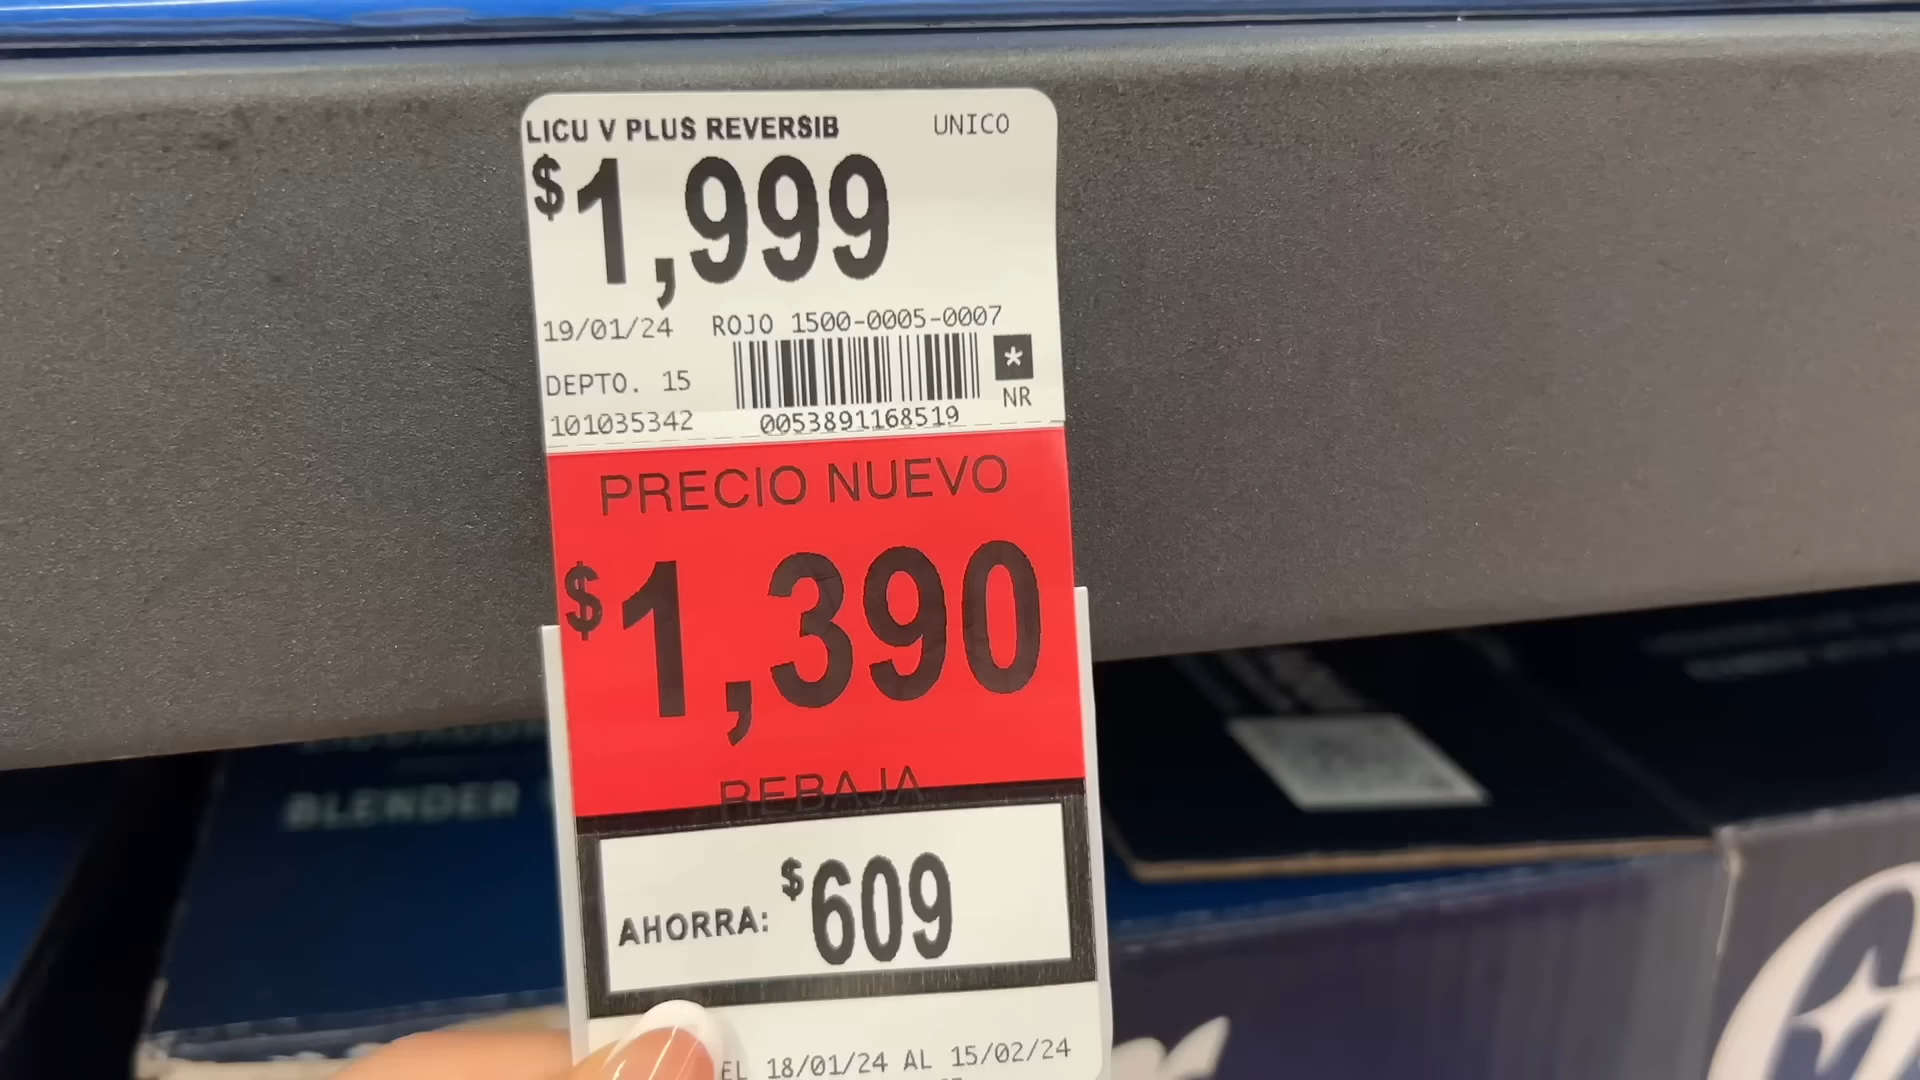 LICU V PLUS REVERSIB UNICO
$1,999
19/01/24 ROJO 1500-0005-0007
*
DEPTO. 15 NR
101035342 0053891168519
PRECIO NUEVO
$1,390
REBAJA
AHORRA: $609
EL 18/01/24 AL 15/02/24
BLENDER